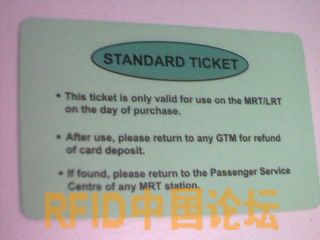 STANDARD TICKET
• This ticket is only valid for use on the MRT/LRT
on the day of purchase.
• After use, please return to any GTM for refund
of card deposit.
• If found, please return to the Passenger Service
Centre of any MRT station.
RFID中国论坛